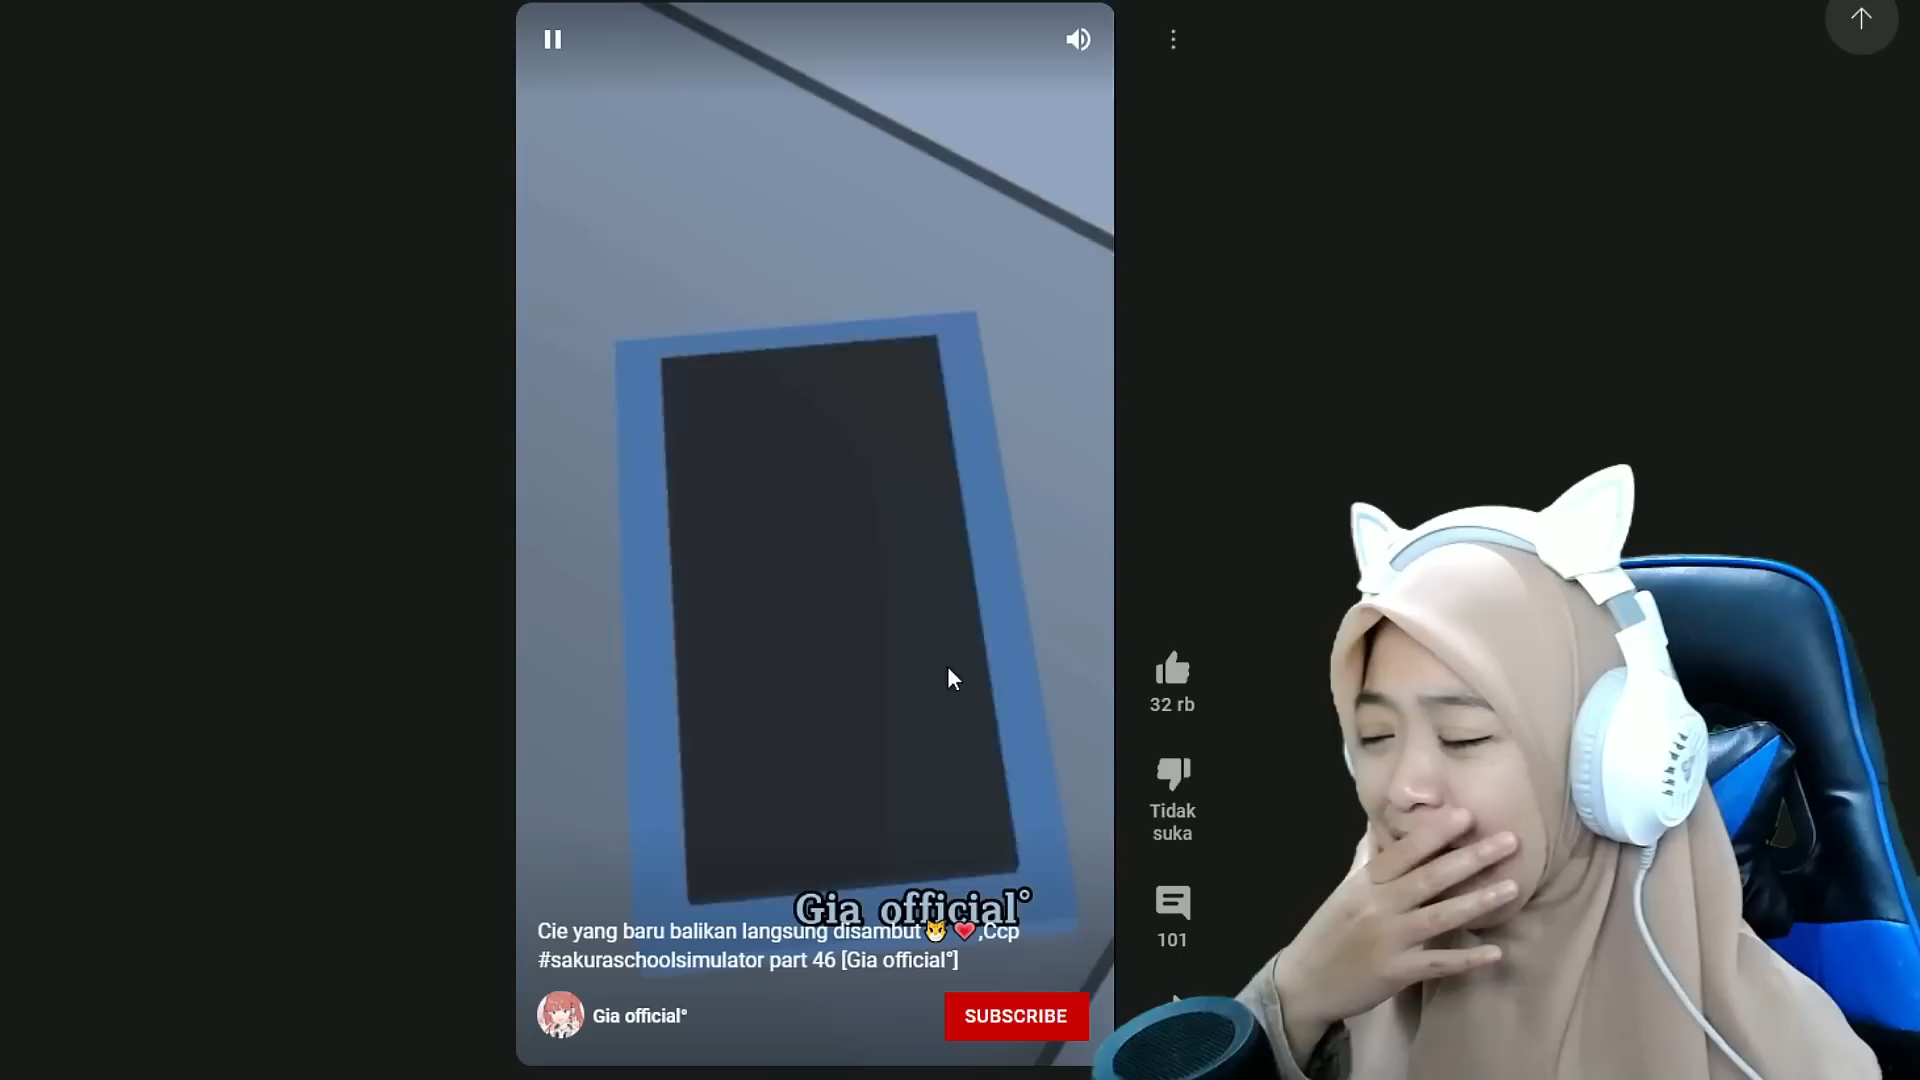 Gia official°
Cie yang baru balikan langsung disambut🐱❤️,Ccp
#sakuraschoolsimulator part 46 [Gia official°]
Gia official°
SUBSCRIBE
32 rb
Tidak
suka
101